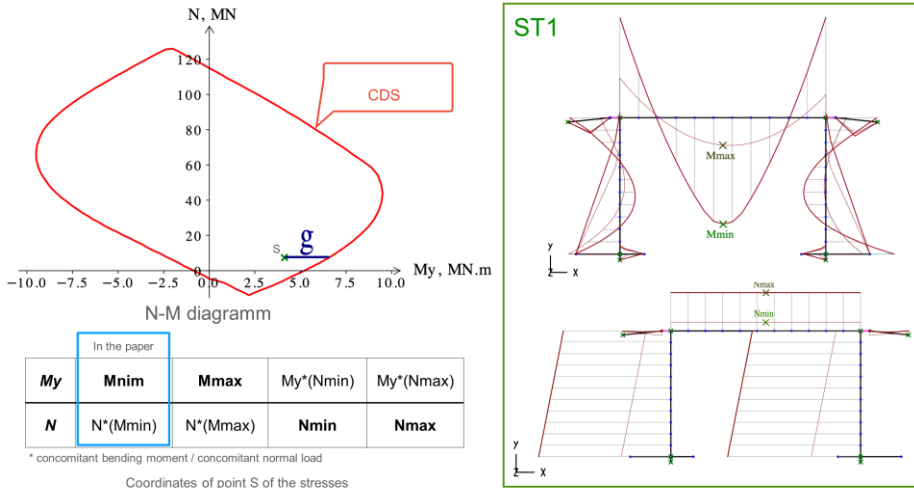 N, MN
120
100
80
60
40
20
0
−10.0 −7.5 −5.0 −2.5 0.0 2.5 5.0 7.5 10.0
My, MN.m
CDS
S
g
N-M diagramm
In the paper
My Mnim Mmax My*(Nmin) My*(Nmax)
N N*(Mmin) N*(Mmax) Nmin Nmax
* concomitant bending moment / concomitant normal load
Coordinates of point S of the stresses
ST1
Mmax
Mmin
y
Z X
Nmax
Nmin
y
Z X